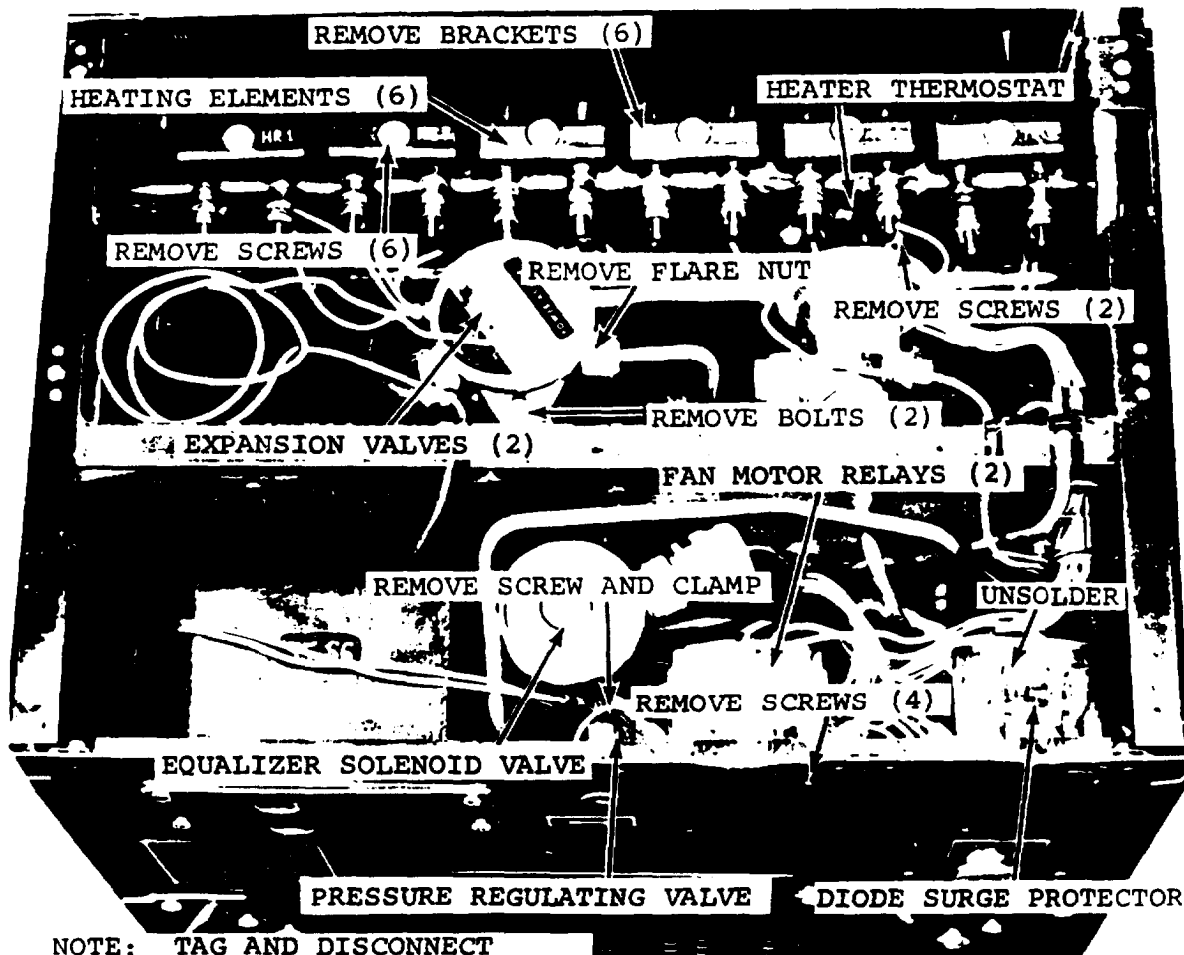 REMOVE BRACKETS (6)
HEATING ELEMENTS (6)
HEATER THERMOSTAT
HR1
REMOVE SCREWS (6)
REMOVE FLARE NUT
REMOVE SCREWS (2)
REMOVE BOLTS (2)
EXPANSION VALVES (2)
FAN MOTOR RELAYS (2)
REMOVE SCREW AND CLAMP
UNSOLDER
REMOVE SCREWS (4)
EQUALIZER SOLENOID VALVE
PRESSURE REGULATING VALVE
DIODE SURGE PROTECTOR
NOTE: TAG AND DISCONNECT